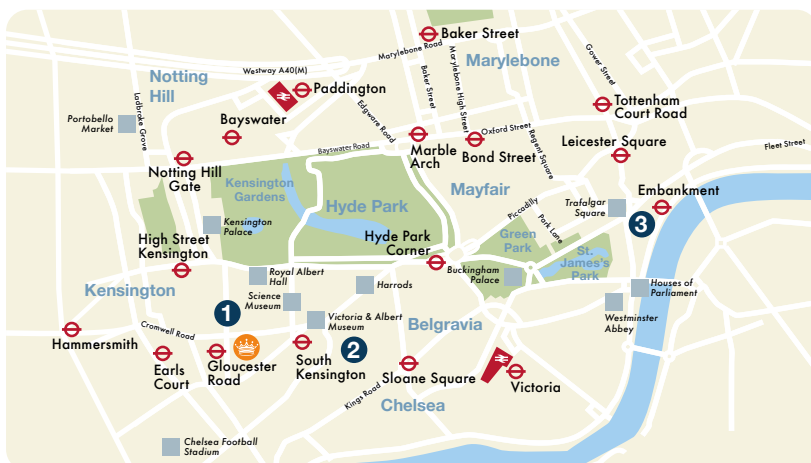 Baker Street
Marylebone Road
Marylebone
Gower Street
Westway A40(M)
Notting
Hill
Paddington
Baker Street
Marylebone High Street
Tottenham
Court Road
Ladbroke Grove
Portobello
Market
Bayswater
Edgware Road
Oxford Street
Regent Square
Leicester Square
Fleet Street
Marble
Arch
Bond Street
Bayswater Road
Notting Hill
Gate
Kensington
Gardens
Mayfair
Embankment
Hyde Park
Piccadilly
Trafalgar
Square
3
Kensington
Palace
Park Lane
Green
Park
High Street
Kensington
Hyde Park
Corner
St.
James's
Park
Buckingham
Palace
Royal Albert
Hall
Harrods
Houses of
Parliament
Kensington
Science
Museum
1
Victoria & Albert
Museum
Belgravia
Westminster
Abbey
Cromwell Road
Hammersmith
2
Earls
Court
Gloucester
Road
South
Kensington
Sloane Square
Victoria
Kings Road
Chelsea
Chelsea Football
Stadium